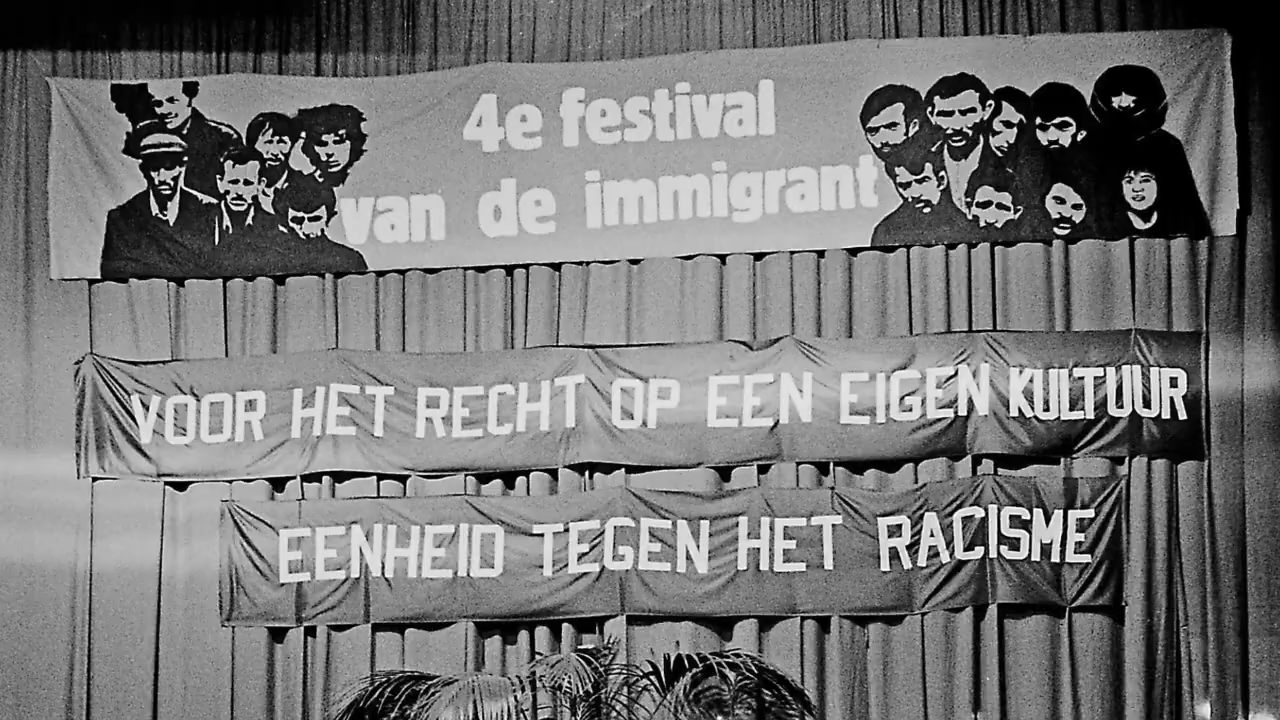 4e festival
van de immigrant
VOOR HET RECHT OP EEN EIGEN KULTUUR
EENHEID TEGEN HET RACISME